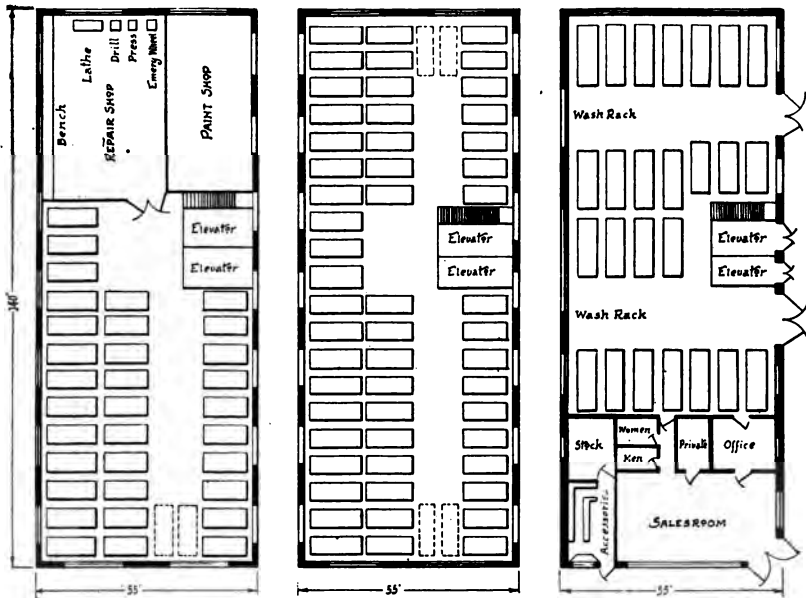 Bench
Lathe
Drill
Press
Emery Wheel
REPAIR SHOP
PAINT SHOP
Elevator
Elevator
140'
55'
Elevator
Elevator
55'
Wash Rack
Elevator
Elevator
Wash Rack
Stock
Women
Men
Private
Office
Accessories
SALESROOM
55'